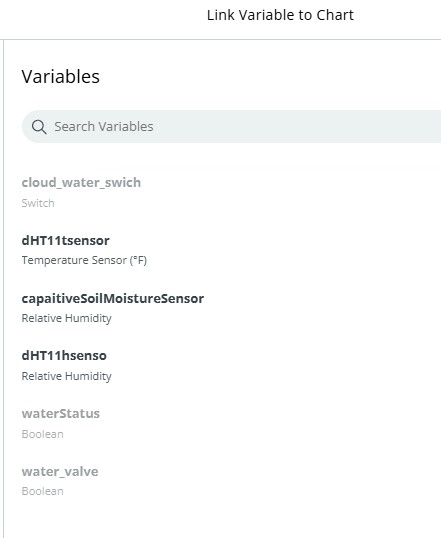 Link Variable to Chart
Variables
Search Variables
cloud_water_swich
Switch
dHT11tsensor
Temperature Sensor (°F)
capaitiveSoilMoistureSensor
Relative Humidity
dHT11hsenso
Relative Humidity
waterStatus
Boolean
water_valve
Boolean